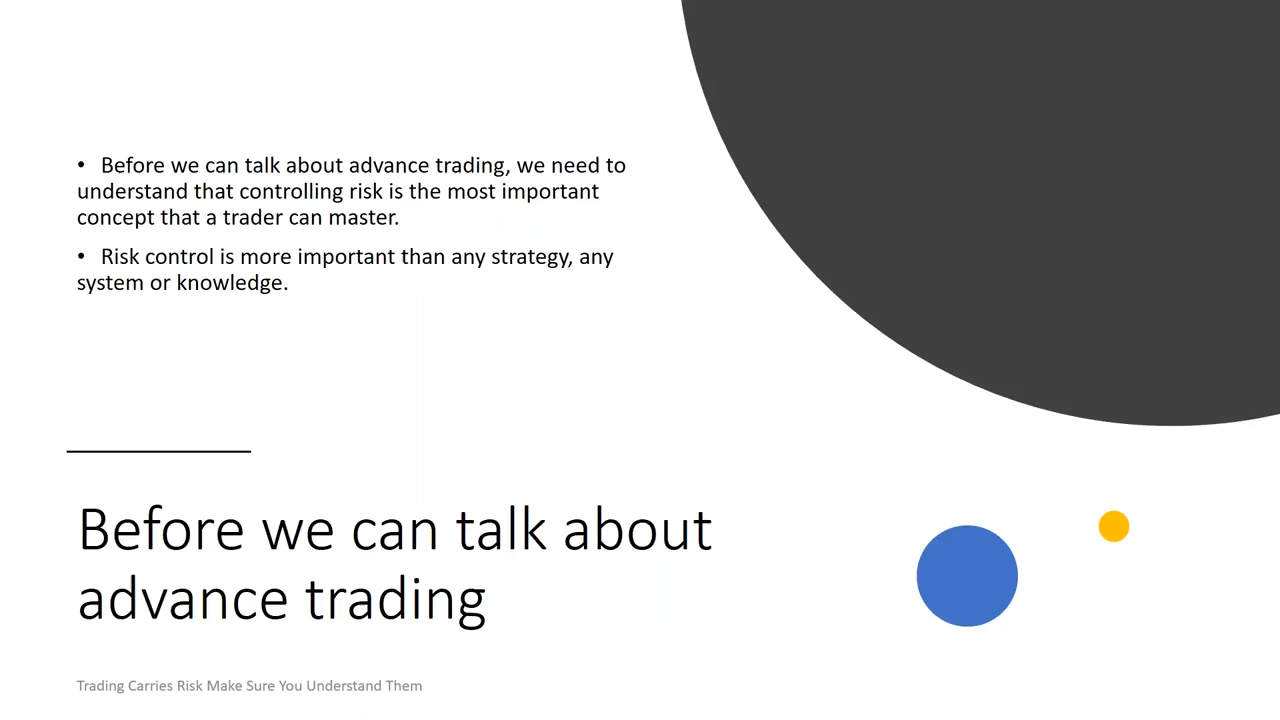 • Before we can talk about advance trading, we need to
understand that controlling risk is the most important
concept that a trader can master.
• Risk control is more important than any strategy, any
system or knowledge.
Before we can talk about
advance trading
Trading Carries Risk Make Sure You Understand Them